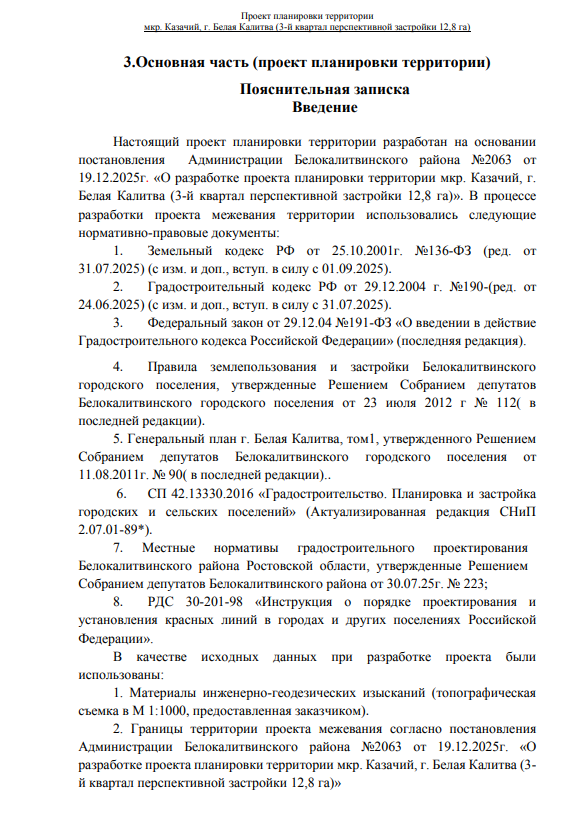 Проект планировки территории
мкр. Казачий, г. Белая Калитва (3-й квартал перспективной застройки 12,8 га)
3.Основная часть (проект планировки территории)
Пояснительная записка
Введение
Настоящий проект планировки территории разработан на основании
постановления Администрации Белокалитвинского района №2063 от
19.12.2025г. «О разработке проекта планировки территории мкр. Казачий, г.
Белая Калитва (3-й квартал перспективной застройки 12,8 га)». В процессе
разработки проекта межевания территории использовались следующие
нормативно-правовые документы:
1. Земельный кодекс РФ от 25.10.2001г. №136-ФЗ (ред. от
31.07.2025) (с изм. и доп., вступ. в силу с 01.09.2025).
2. Градостроительный кодекс РФ от 29.12.2004 г. №190-(ред. от
24.06.2025) (с изм. и доп., вступ. в силу с 31.07.2025).
3. Федеральный закон от 29.12.04 №191-ФЗ «О введении в действие
Градостроительного кодекса Российской Федерации» (последняя редакция).
4. Правила землепользования и застройки Белокалитвинского
городского поселения, утвержденные Решением Собранием депутатов
Белокалитвинского городского поселения от 23 июля 2012 г № 112( в
последней редакции).
5. Генеральный план г. Белая Калитва, том1, утвержденного Решением
Собранием депутатов Белокалитвинского городского поселения от
11.08.2011г. № 90( в последней редакции)..
6. СП 42.13330.2016 «Градостроительство. Планировка и застройка
городских и сельских поселений» (Актуализированная редакция СНиП
2.07.01-89*).
7. Местные нормативы градостроительного проектирования
Белокалитвинского района Ростовской области, утвержденные Решением
Собранием депутатов Белокалитвинского района от 30.07.25г. № 223;
8. РДС 30-201-98 «Инструкция о порядке проектирования и
установления красных линий в городах и других поселениях Российской
Федерации».
В качестве исходных данных при разработке проекта были
использованы:
1. Материалы инженерно-геодезических изысканий (топографическая
съемка в М 1:1000, предоставленная заказчиком).
2. Границы территории проекта межевания согласно постановления
Администрации Белокалитвинского района №2063 от 19.12.2025г. «О
разработке проекта планировки территории мкр. Казачий, г. Белая Калитва (3-
й квартал перспективной застройки 12,8 га)»